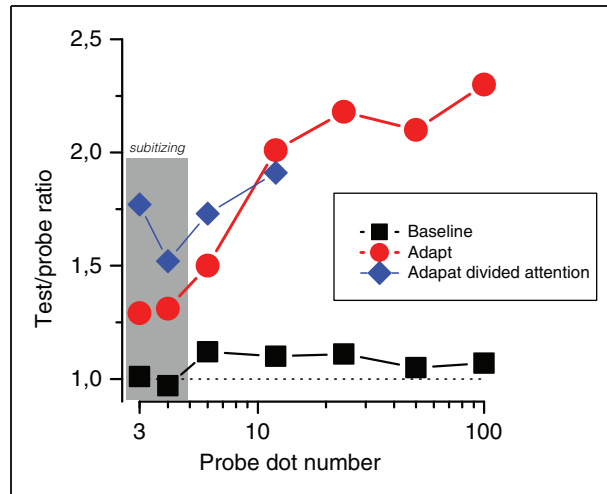 2,5
2,0
1,5
1,0
Test/probe ratio
subitizing
Baseline
Adapt
Adapat divided attention
3
10
100
Probe dot number